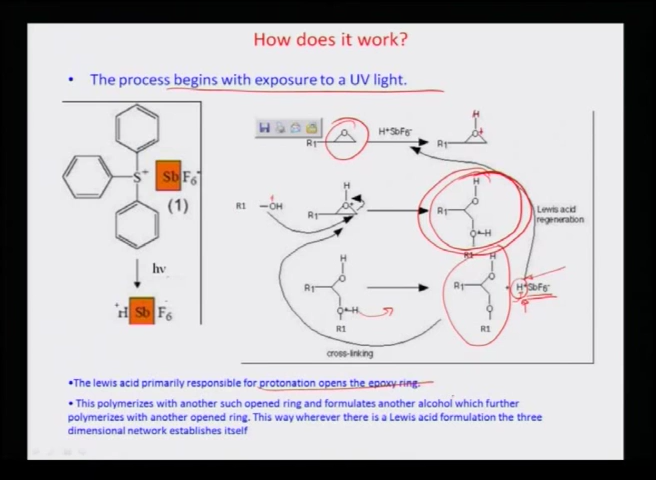 How does it work?
• The process begins with exposure to a UV light.
S+ Sb F6-
(1)
hν
+H Sb F6-
O H+SbF6- H
R1 R1 O
R1 OH H H
R1 O R1 O
O H
R1
Lewis acid
regeneration
H H
O O
R1 R1 H+SbF6-
O H O
R1 R1
cross-linking
•The lewis acid primarily responsible for protonation opens the epoxy ring.
• This polymerizes with another such opened ring and formulates another alcohol which further
polymerizes with another opened ring. This way wherever there is a Lewis acid formulation the three
dimensional network establishes itself